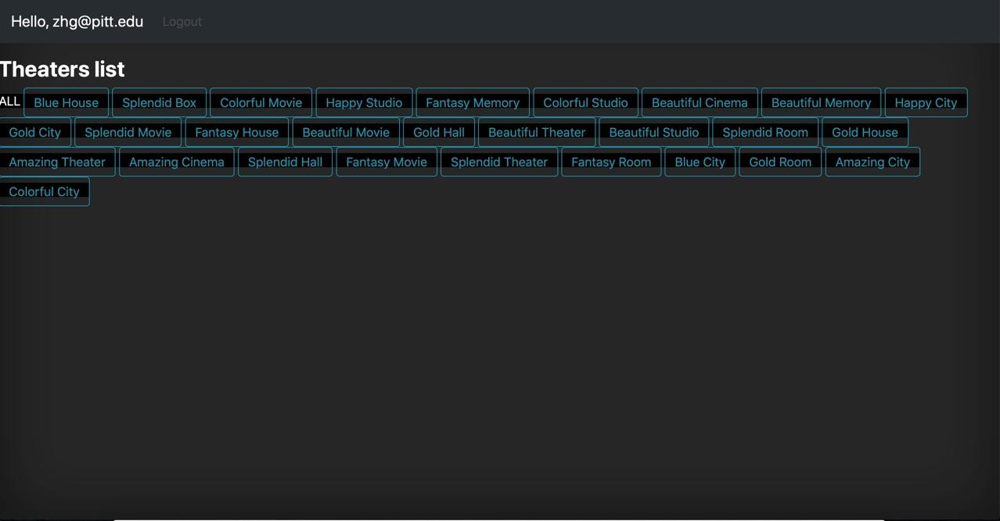 Hello, zhg@pitt.edu Logout
Theaters list
ALL Blue House Splendid Box Colorful Movie Happy Studio Fantasy Memory Colorful Studio Beautiful Cinema Beautiful Memory Happy City
Gold City Splendid Movie Fantasy House Beautiful Movie Gold Hall Beautiful Theater Beautiful Studio Splendid Room Gold House
Amazing Theater Amazing Cinema Splendid Hall Fantasy Movie Splendid Theater Fantasy Room Blue City Gold Room Amazing City
Colorful City